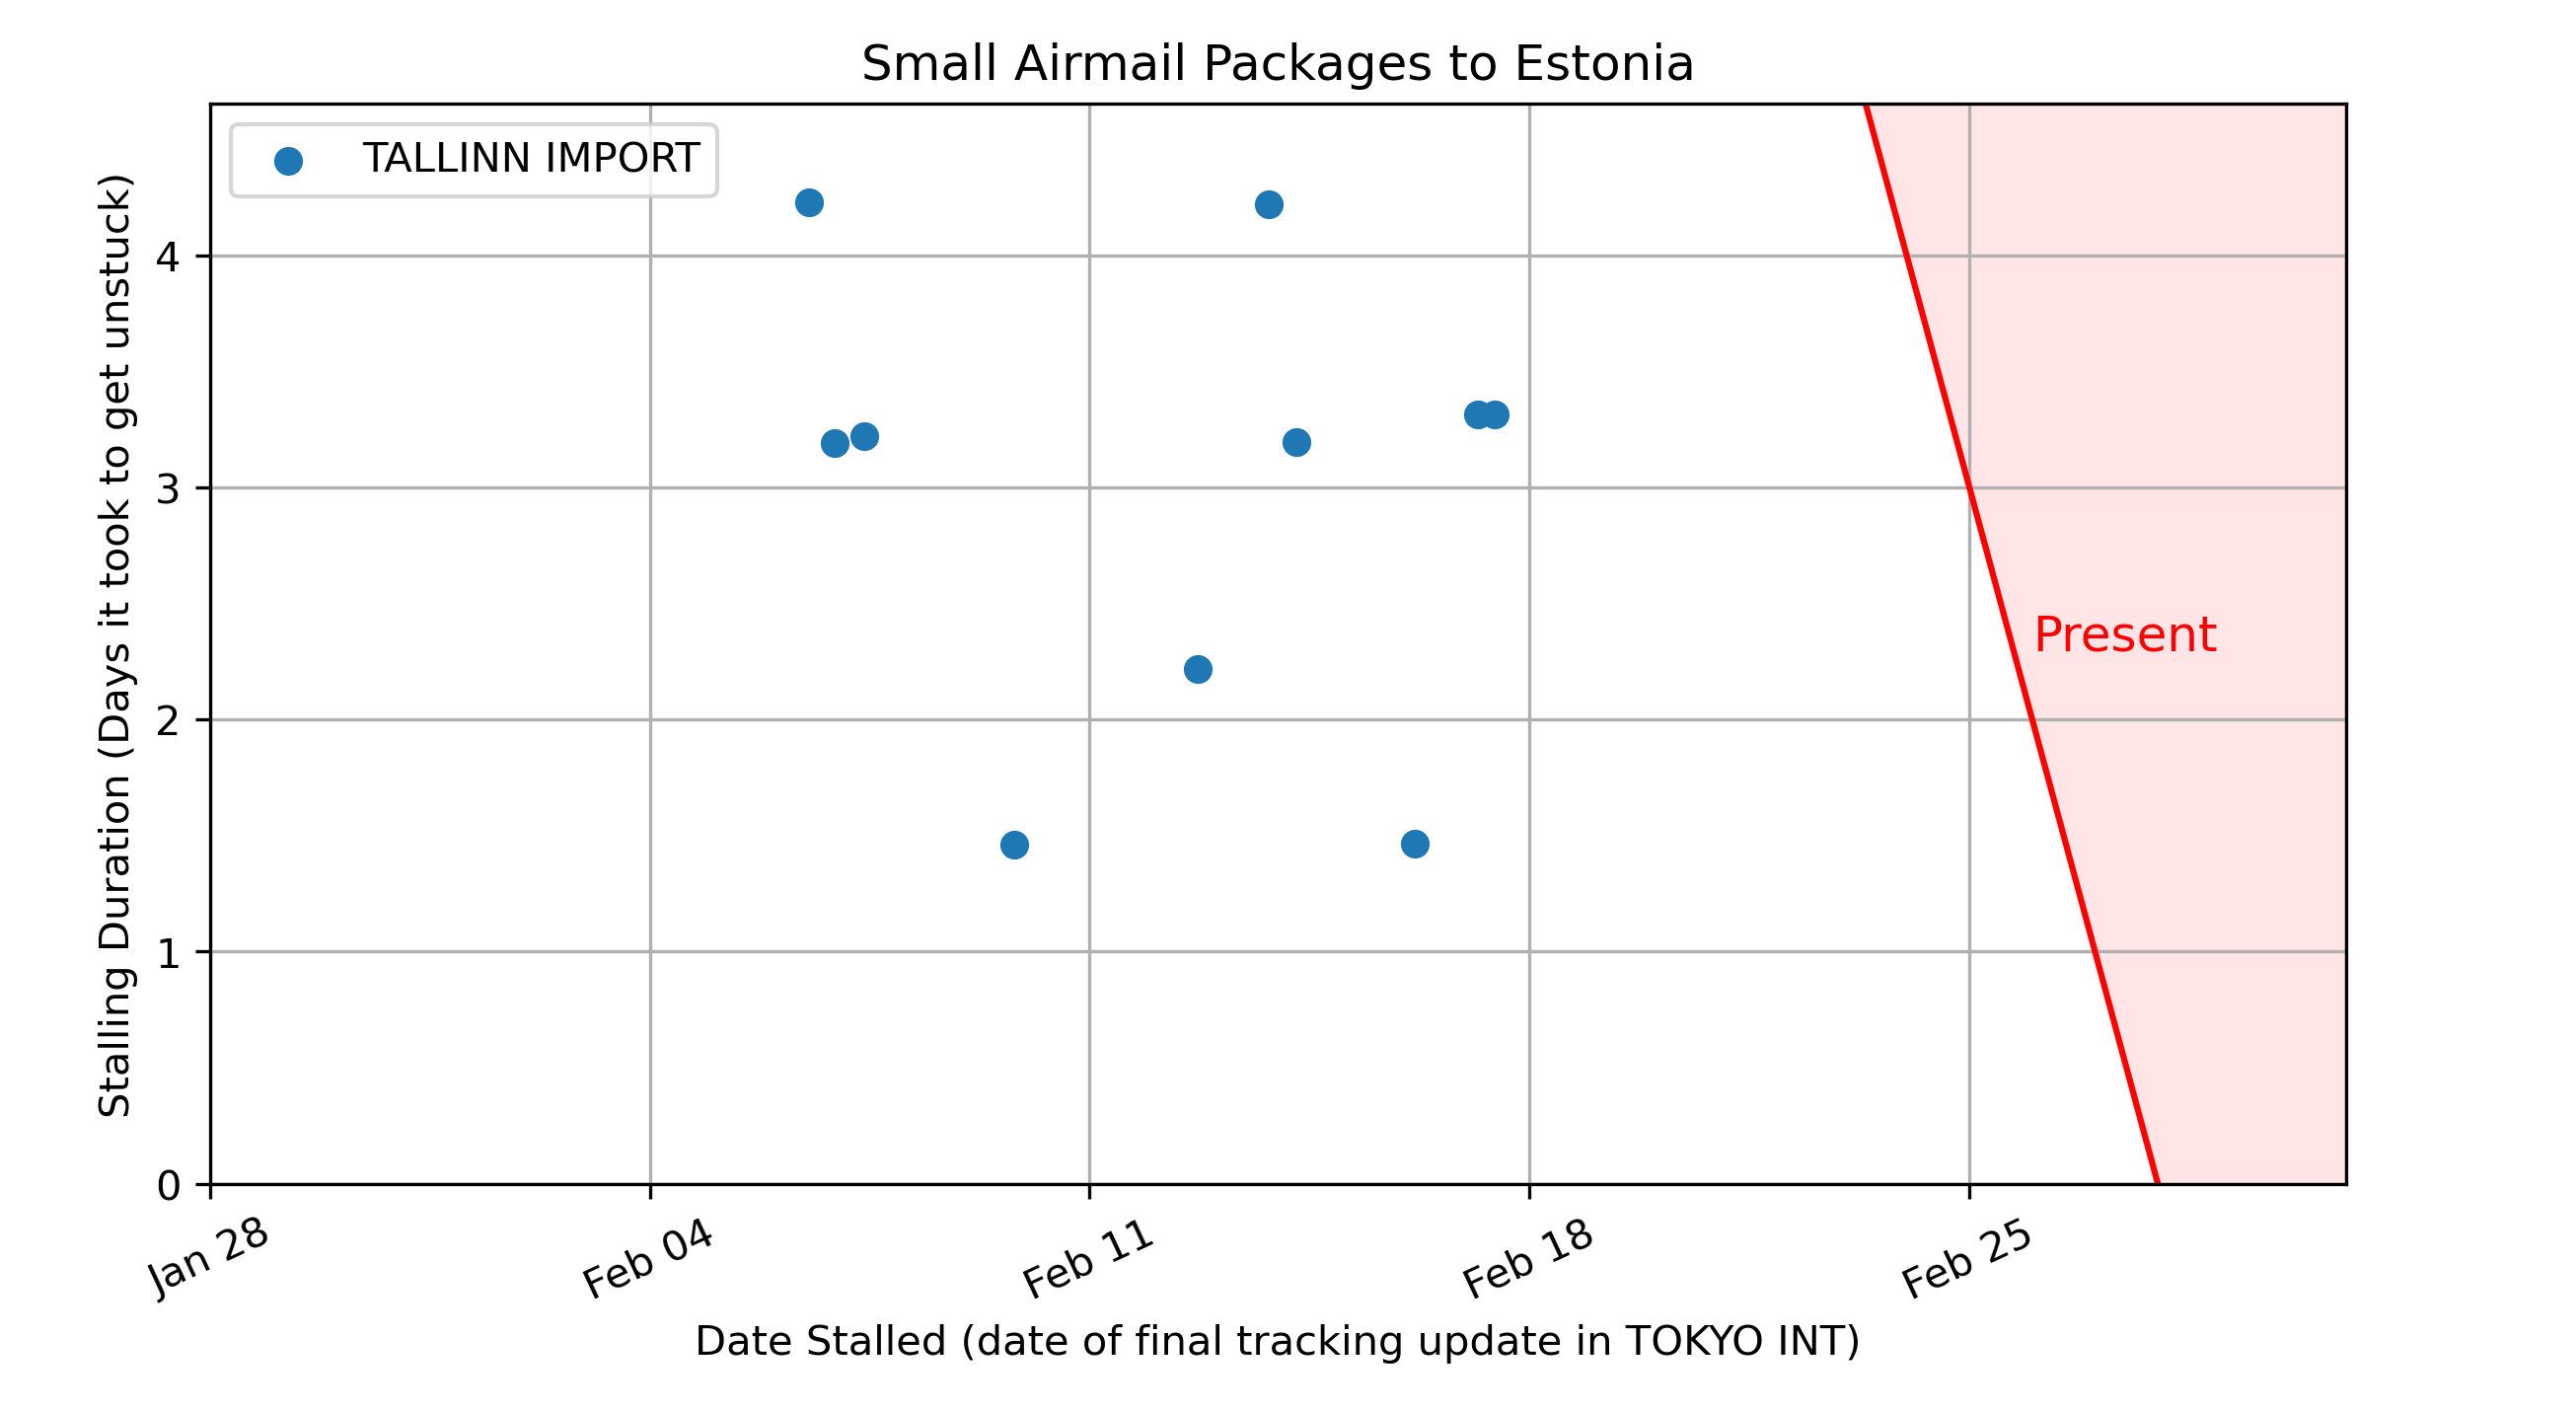 Small Airmail Packages to Estonia
TALLINN IMPORT
Stalling Duration (Days it took to get unstuck)
4
3
2
1
0
Present
Jan 28
Feb 04
Feb 11
Feb 18
Feb 25
Date Stalled (date of final tracking update in TOKYO INT)